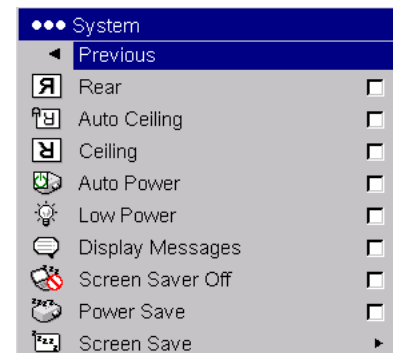 System
Previous
Rear
Auto Ceiling
Ceiling
Auto Power
Low Power
Display Messages
Screen Saver Off
Power Save
Screen Save